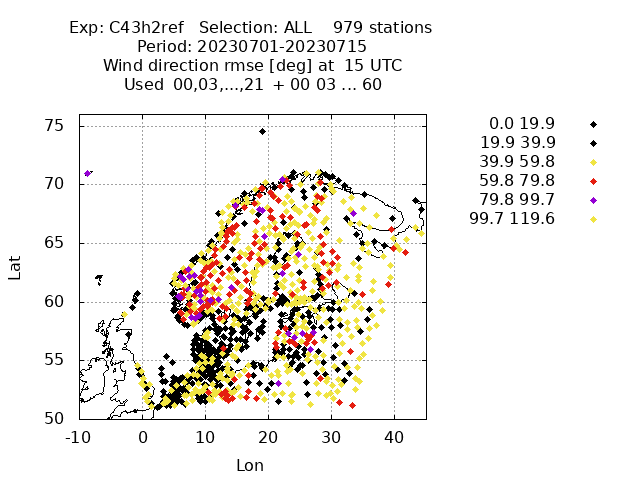 Exp: C43h2ref   Selection: ALL    979 stations
Period: 20230701-20230715
Wind direction rmse [deg] at  15 UTC
Used  00,03,...,21  + 00 03 ... 60
0.0 19.9
19.9 39.9
39.9 59.8
59.8 79.8
79.8 99.7
99.7 119.6
75
70
65
60
55
50
Lat
-10 0 10 20 30 40
Lon